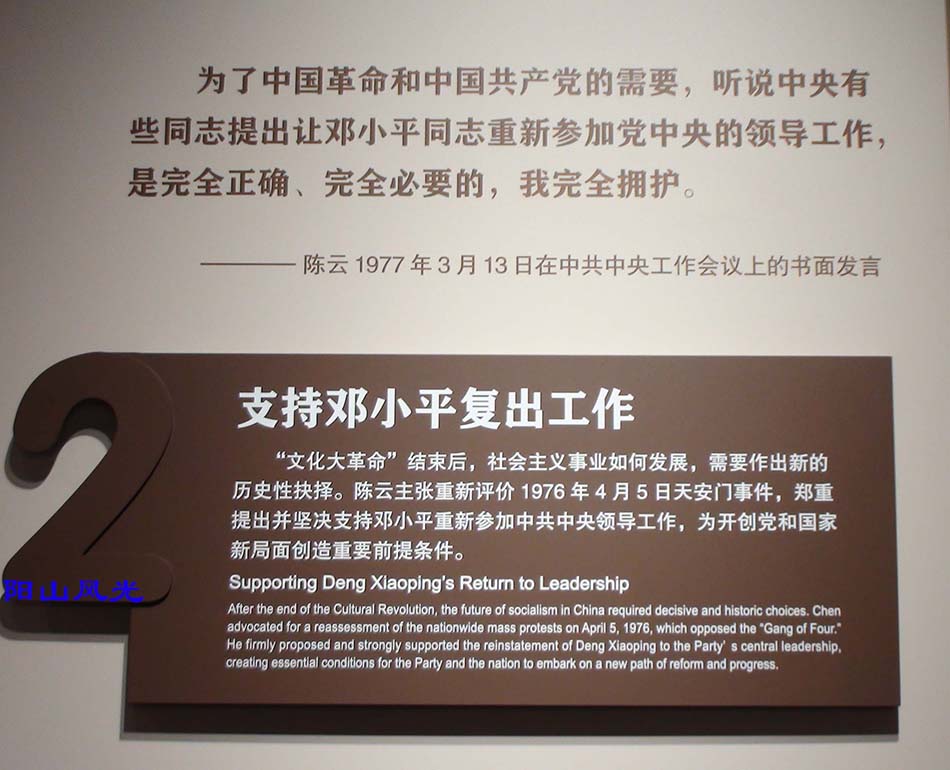 为了中国革命和中国共产党的需要，听说中央有
些同志提出让邓小平同志重新参加党中央的领导工作，
是完全正确、完全必要的，我完全拥护。
——陈云 1977 年 3 月 13 日在中共中央工作会议上的书面发言
2
支持邓小平复出工作
“文化大革命”结束后，社会主义事业如何发展，需要作出新的
历史性抉择。陈云主张重新评价 1976 年 4 月 5 日天安门事件，郑重
提出并坚决支持邓小平重新参加中共中央领导工作，为开创党和国家
新局面创造重要前提条件。
Supporting Deng Xiaoping's Return to Leadership
After the end of the Cultural Revolution, the future of socialism in China required decisive and historic choices. Chen
advocated for a reassessment of the nationwide mass protests on April 5, 1976, which opposed the "Gang of Four."
He firmly proposed and strongly supported the reinstatement of Deng Xiaoping to the Party' s central leadership,
creating essential conditions for the Party and the nation to embark on a new path of reform and progress.
阳山风光